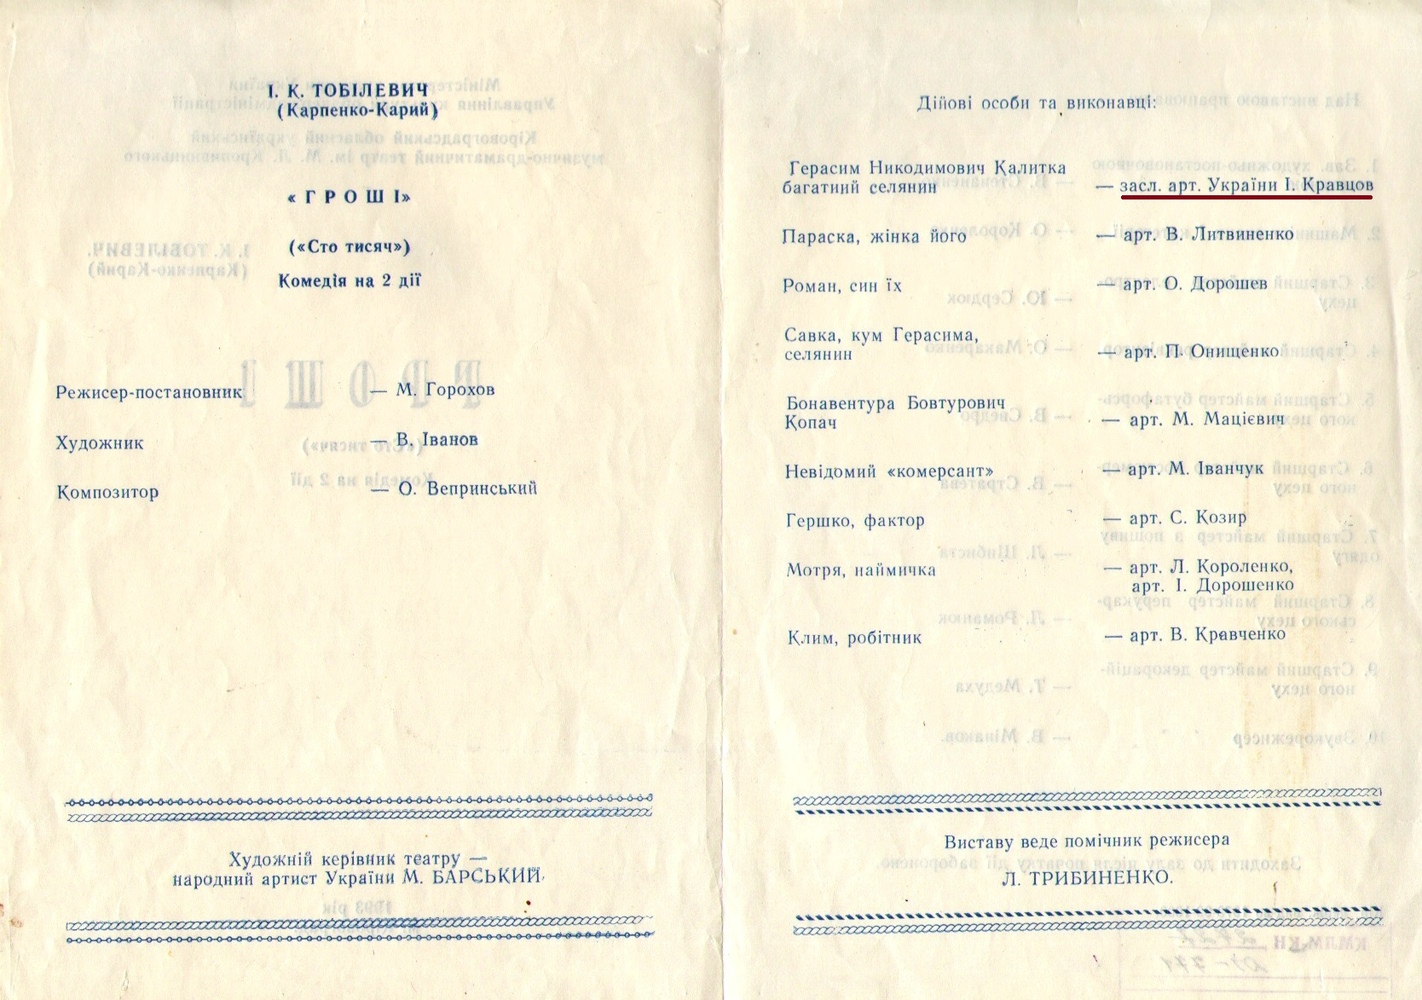 І. К. ТОБІЛЕВИЧ
(Карпенко-Карий)
«ГРОШІ»
(«Сто тисяч»)
Комедія на 2 дії
Режисер-постановник — М. Горохов
Художник — В. Іванов
Композитор — О. Вепринський
Художній керівник театру —
народний артист України М. БАРСЬКИЙ.
Дійові особи та виконавці:
Герасим Никодимович Калитка
багатий селянин — засл. арт. України І. Кравцов
Параска, жінка його — арт. В. Литвиненко
Роман, син їх — арт. О. Дорошев
Савка, кум Герасима,
селянин — арт. П. Онищенко
Бонавентура Бовтурович
Копач — арт. М. Мацієвич
Невідомий «комерсант» — арт. М. Іванчук
Гершко, фактор — арт. С. Козир
Мотря, наймичка — арт. Л. Короленко,
арт. І. Дорошенко
Клим, робітник — арт. В. Кравченко
Виставу веде помічник режисера
Л. ТРИБИНЕНКО.